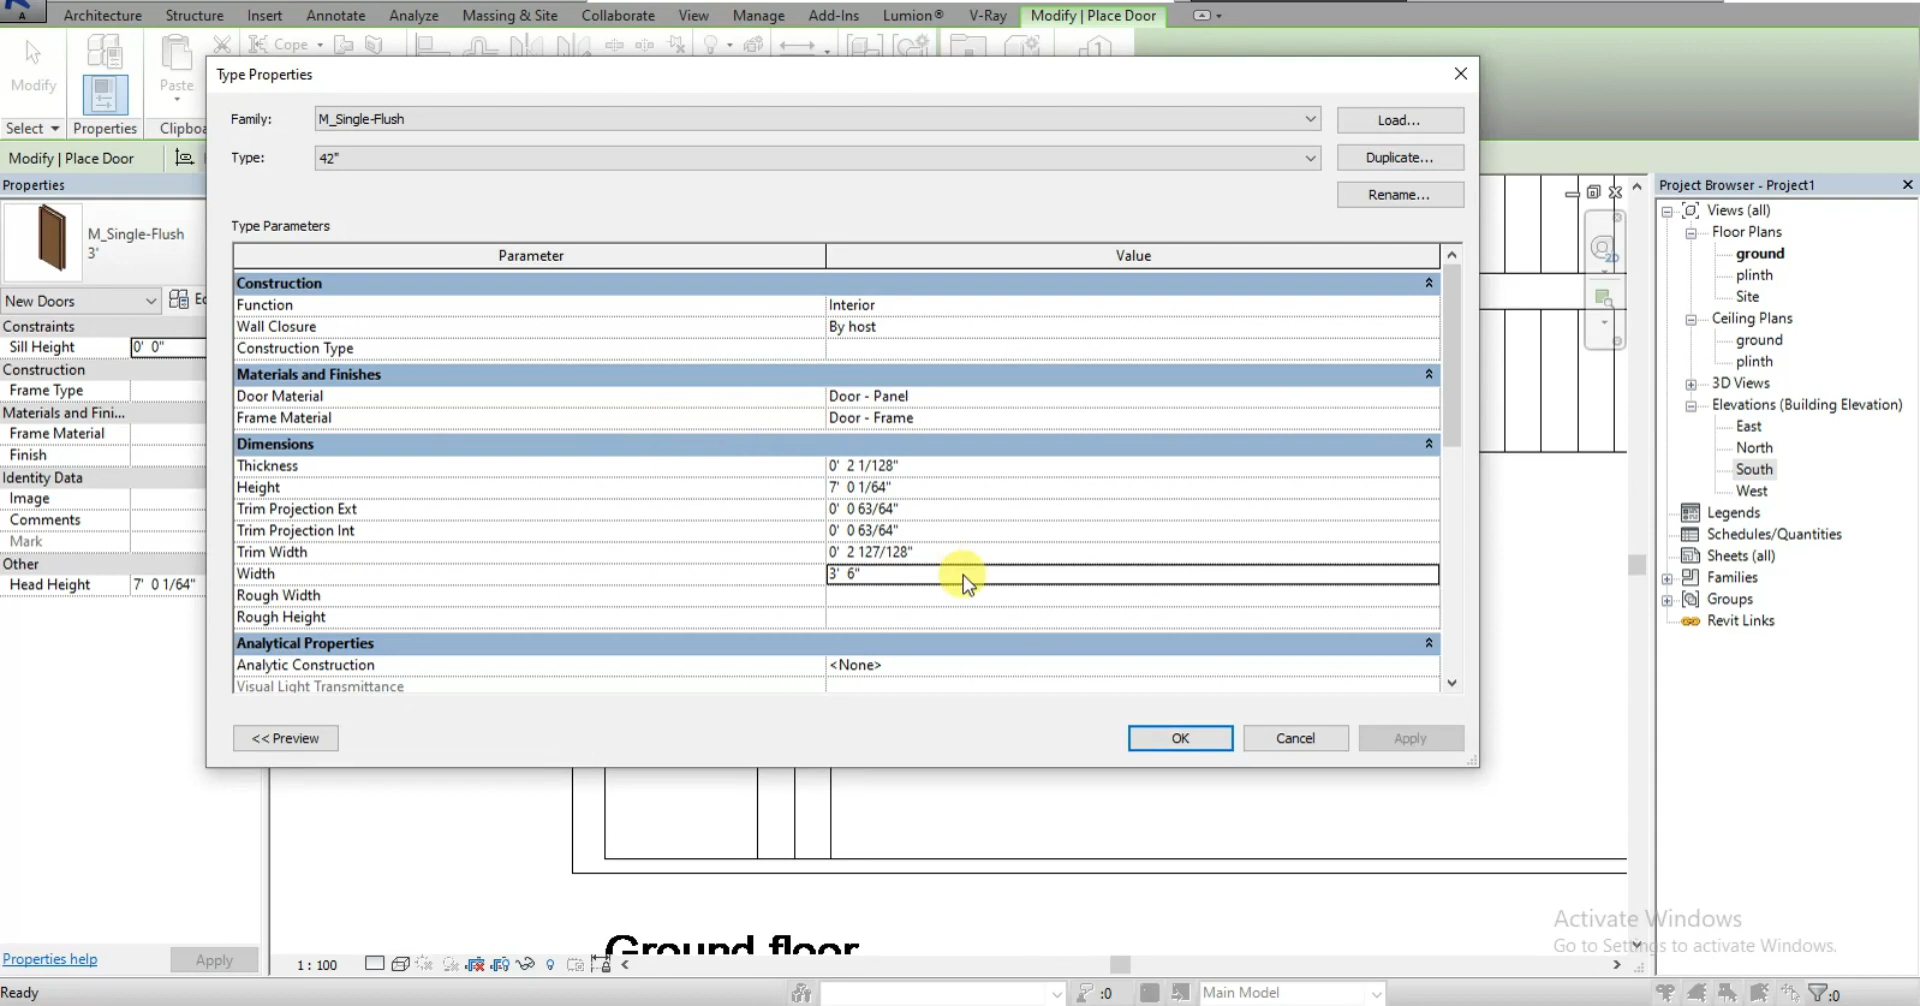 Architecture Structure Insert Annotate Analyze Massing & Site Collaborate View Manage Add-Ins Lumion® V-Ray Modify | Place Door
Modify
Paste
Cope
Select Properties Clipboa
Modify | Place Door
Properties
M_Single-Flush
3'
New Doors
Constraints
Sill Height 0' 0"
Construction
Frame Type
Materials and Fini...
Frame Material
Finish
Identity Data
Image
Comments
Mark
Other
Head Height 7' 0 1/64"
Properties help Apply
Type Properties
Family: M_Single-Flush Load...
Type: 42" Duplicate...
Rename...
Type Parameters
Parameter Value
Construction
Function Interior
Wall Closure By host
Construction Type
Materials and Finishes
Door Material Door - Panel
Frame Material Door - Frame
Dimensions
Thickness 0' 2 1/128"
Height 7' 0 1/64"
Trim Projection Ext 0' 0 63/64"
Trim Projection Int 0' 0 63/64"
Trim Width 0' 2 127/128"
Width 3' 6"
Rough Width
Rough Height
Analytical Properties
Analytic Construction <None>
Visual Light Transmittance
<< Preview OK Cancel Apply
Project Browser - Project1
Views (all)
Floor Plans
ground
plinth
Site
Ceiling Plans
ground
plinth
3D Views
Elevations (Building Elevation)
East
North
South
West
Legends
Schedules/Quantities
Sheets (all)
Families
Groups
Revit Links
2D
Ground floor
Activate Windows
Go to Settings to activate Windows.
1 : 100
Ready :0 Main Model :0